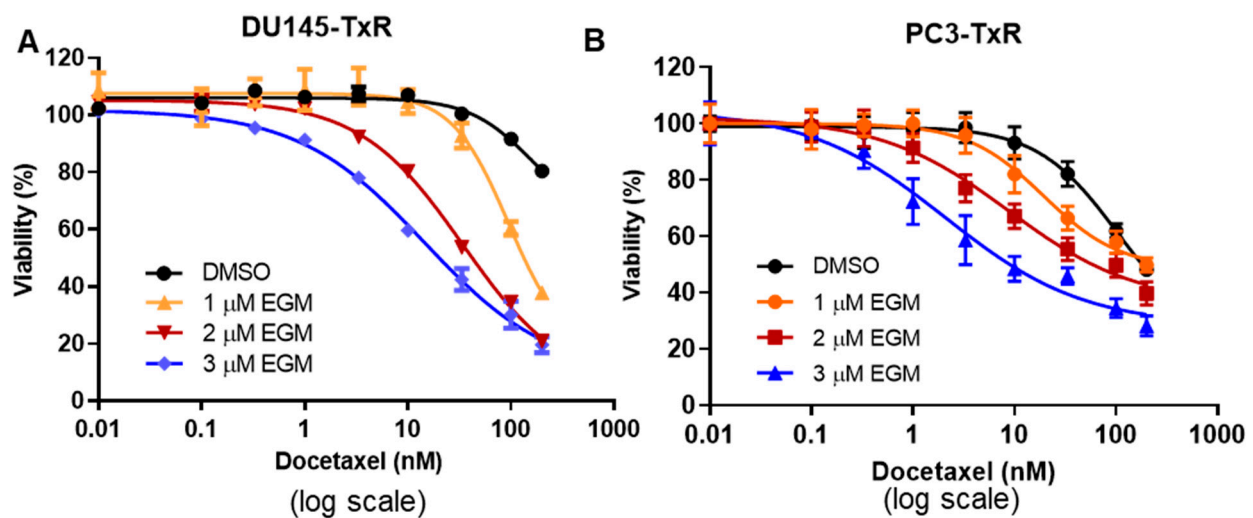 A
DU145-TxR
120
100
80
60
40
20
0
Viability (%)
DMSO
1 μM EGM
2 μM EGM
3 μM EGM
0.01 0.1 1 10 100 1000
Docetaxel (nM)
(log scale)
B
PC3-TxR
120
100
80
60
40
20
0
Viability (%)
DMSO
1 μM EGM
2 μM EGM
3 μM EGM
0.01 0.1 1 10 100 1000
Docetaxel (nM)
(log scale)